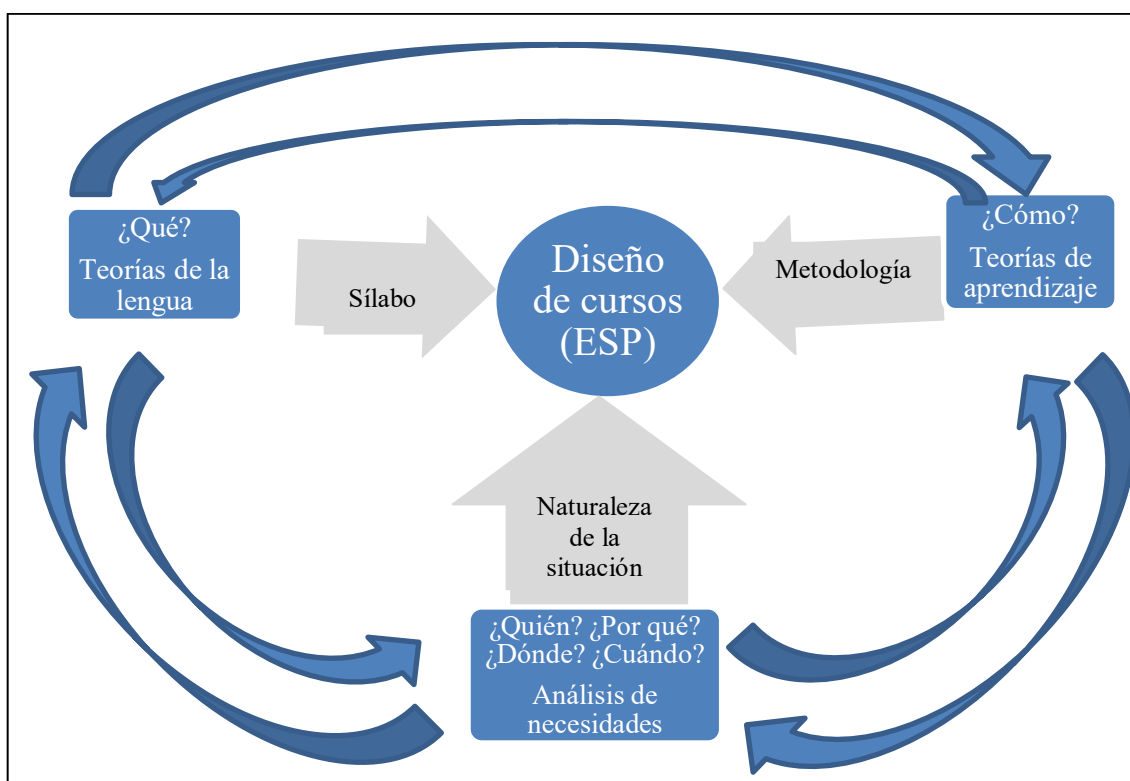 ¿Qué?
Teorías de la
lengua
Sílabo
Diseño
de cursos
(ESP)
Metodología
¿Cómo?
Teorías de
aprendizaje
Naturaleza
de la
situación
¿Quién? ¿Por qué?
¿Dónde? ¿Cuándo?
Análisis de
necesidades